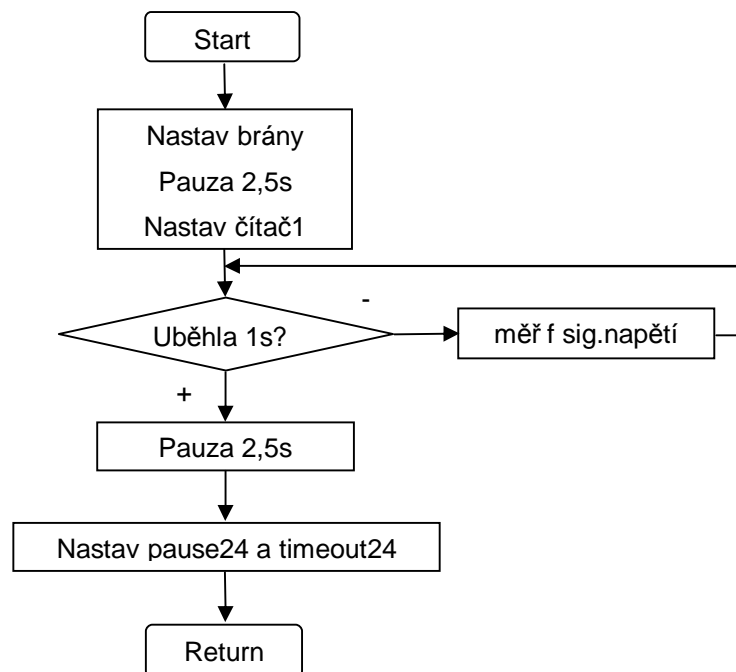 Start
Nastav brány
Pauza 2,5s
Nastav čítač1
-
Uběhla 1s?
měř f sig.napětí
+
Pauza 2,5s
Nastav pause24 a timeout24
Return